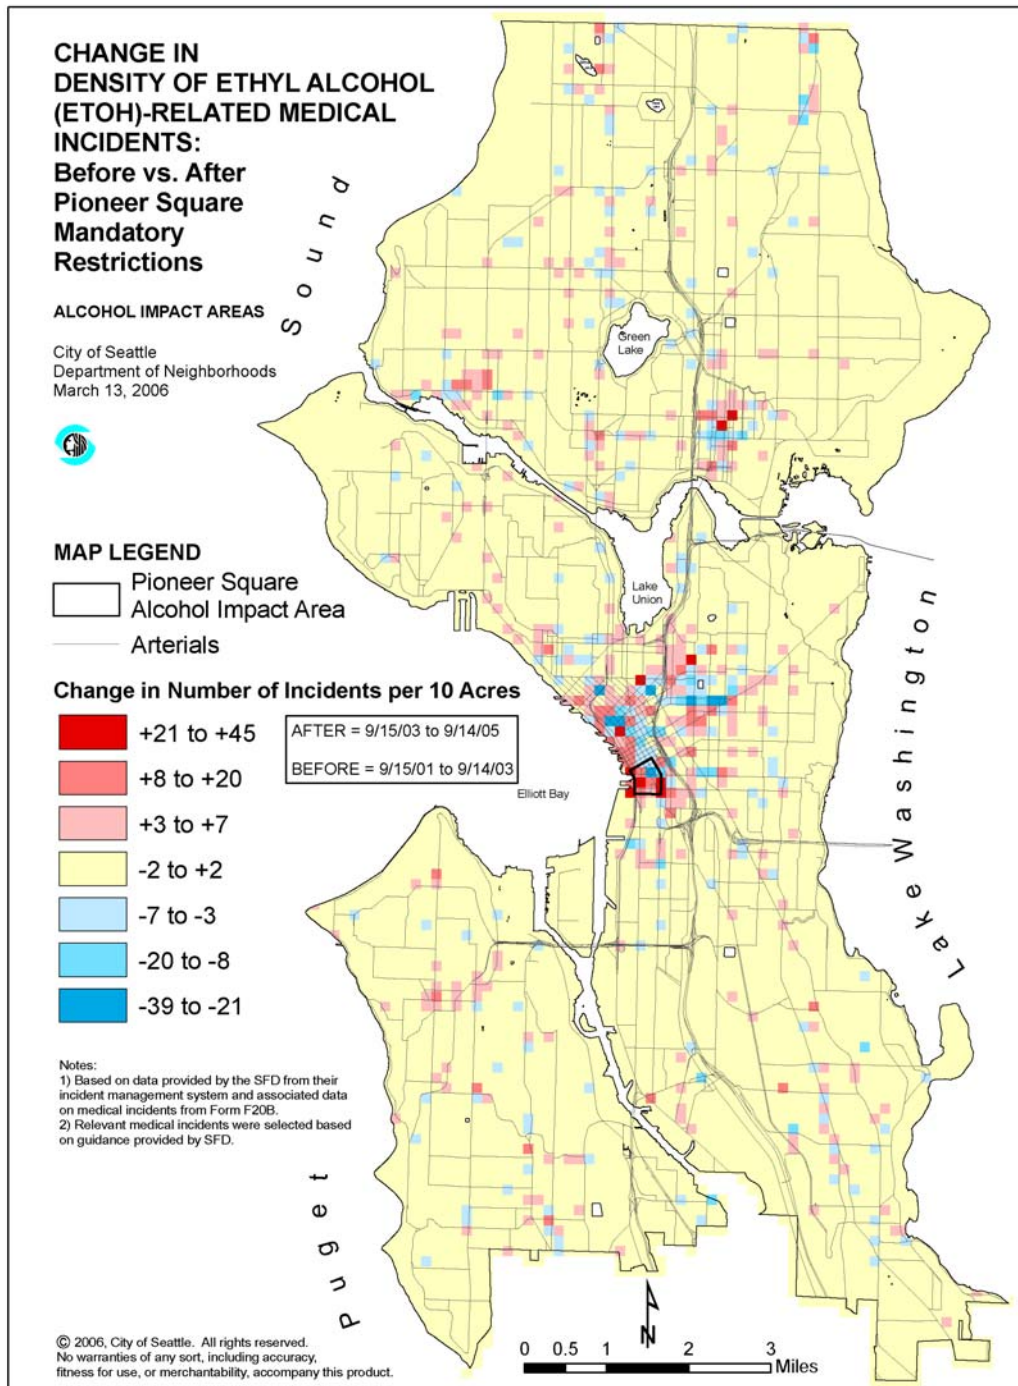 CHANGE IN
DENSITY OF ETHYL ALCOHOL
(ETOH)-RELATED MEDICAL
INCIDENTS:
Before vs. After
Pioneer Square
Mandatory
Restrictions
ALCOHOL IMPACT AREAS
City of Seattle
Department of Neighborhoods
March 13, 2006
MAP LEGEND
Pioneer Square
Alcohol Impact Area
Arterials
Change in Number of Incidents per 10 Acres
+21 to +45
+8 to +20
+3 to +7
-2 to +2
-7 to -3
-20 to -8
-39 to -21
AFTER = 9/15/03 to 9/14/05
BEFORE = 9/15/01 to 9/14/03
Notes:
1) Based on data provided by the SFD from their
incident management system and associated data
on medical incidents from Form F20B.
2) Relevant medical incidents were selected based
on guidance provided by SFD.
© 2006, City of Seattle. All rights reserved.
No warranties of any sort, including accuracy,
fitness for use, or merchantability, accompany this product.
Puget Sound
Green
Lake
Lake
Union
Elliott Bay
Lake Washington
N
0 0.5 1 2 3
Miles